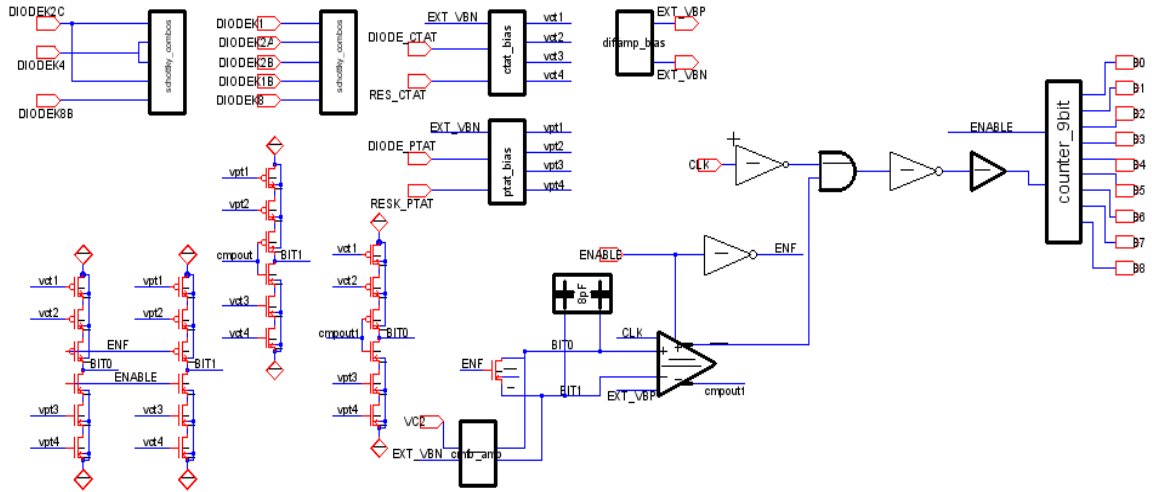 DIODEK2C
DIODEK4
DIODEK8B
schottky_combos
DIODEK1
DIODEK2A
DIODEK2B
DIODEK1B
DIODEK8
schottky_combos
EXT_VBN
DIODE_CTAT
RES_CTAT
ctat_bias
vct1
vct2
vct3
vct4
EXT_VBP
difamp_bias
EXT_VBN
EXT_VBN
DIODE_PTAT
RESK_PTAT
ptat_bias
vpt1
vpt2
vpt3
vpt4
CLK
ENABLE
counter_9bit
B0
B1
B2
B3
B4
B5
B6
B7
B8
vpt1
vpt2
cmpout
BIT1
vct3
vct4
vct1
vct2
cmpout1
BIT0
vpt3
vpt4
vct1
vct2
ENF
BIT0
ENABLE
vpt3
vpt4
vpt1
vpt2
BIT1
vct3
vct4
ENABLE
ENF
8pF
CLK
BIT0
ENF
BIT1
EXT_VBP
cmpout1
VC2
EXT_VBN
cmfb_amp